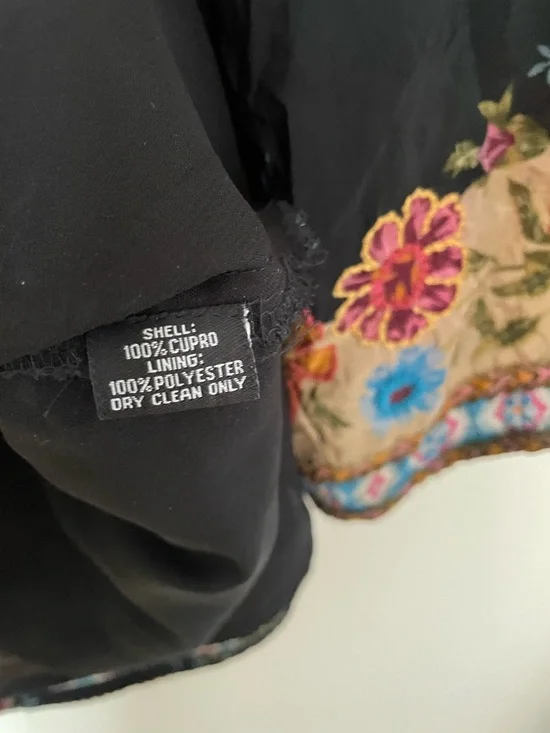 SHELL:
100% CUPRO
LINING:
100% POLYESTER
DRY CLEAN ONLY